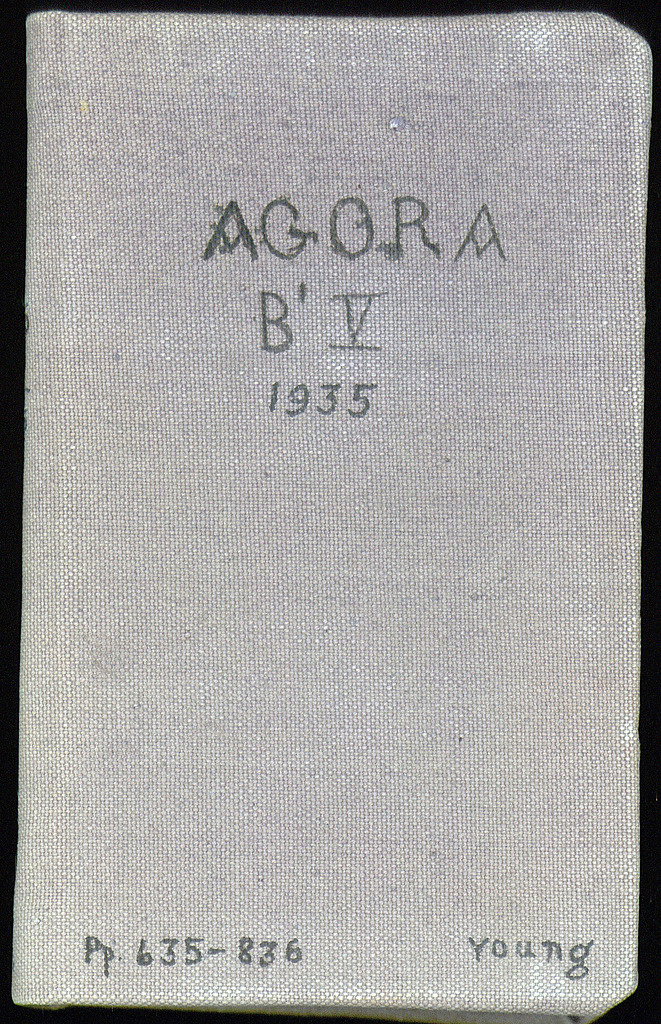 AGORA
B' V
1935
Pp. 635-836 Young